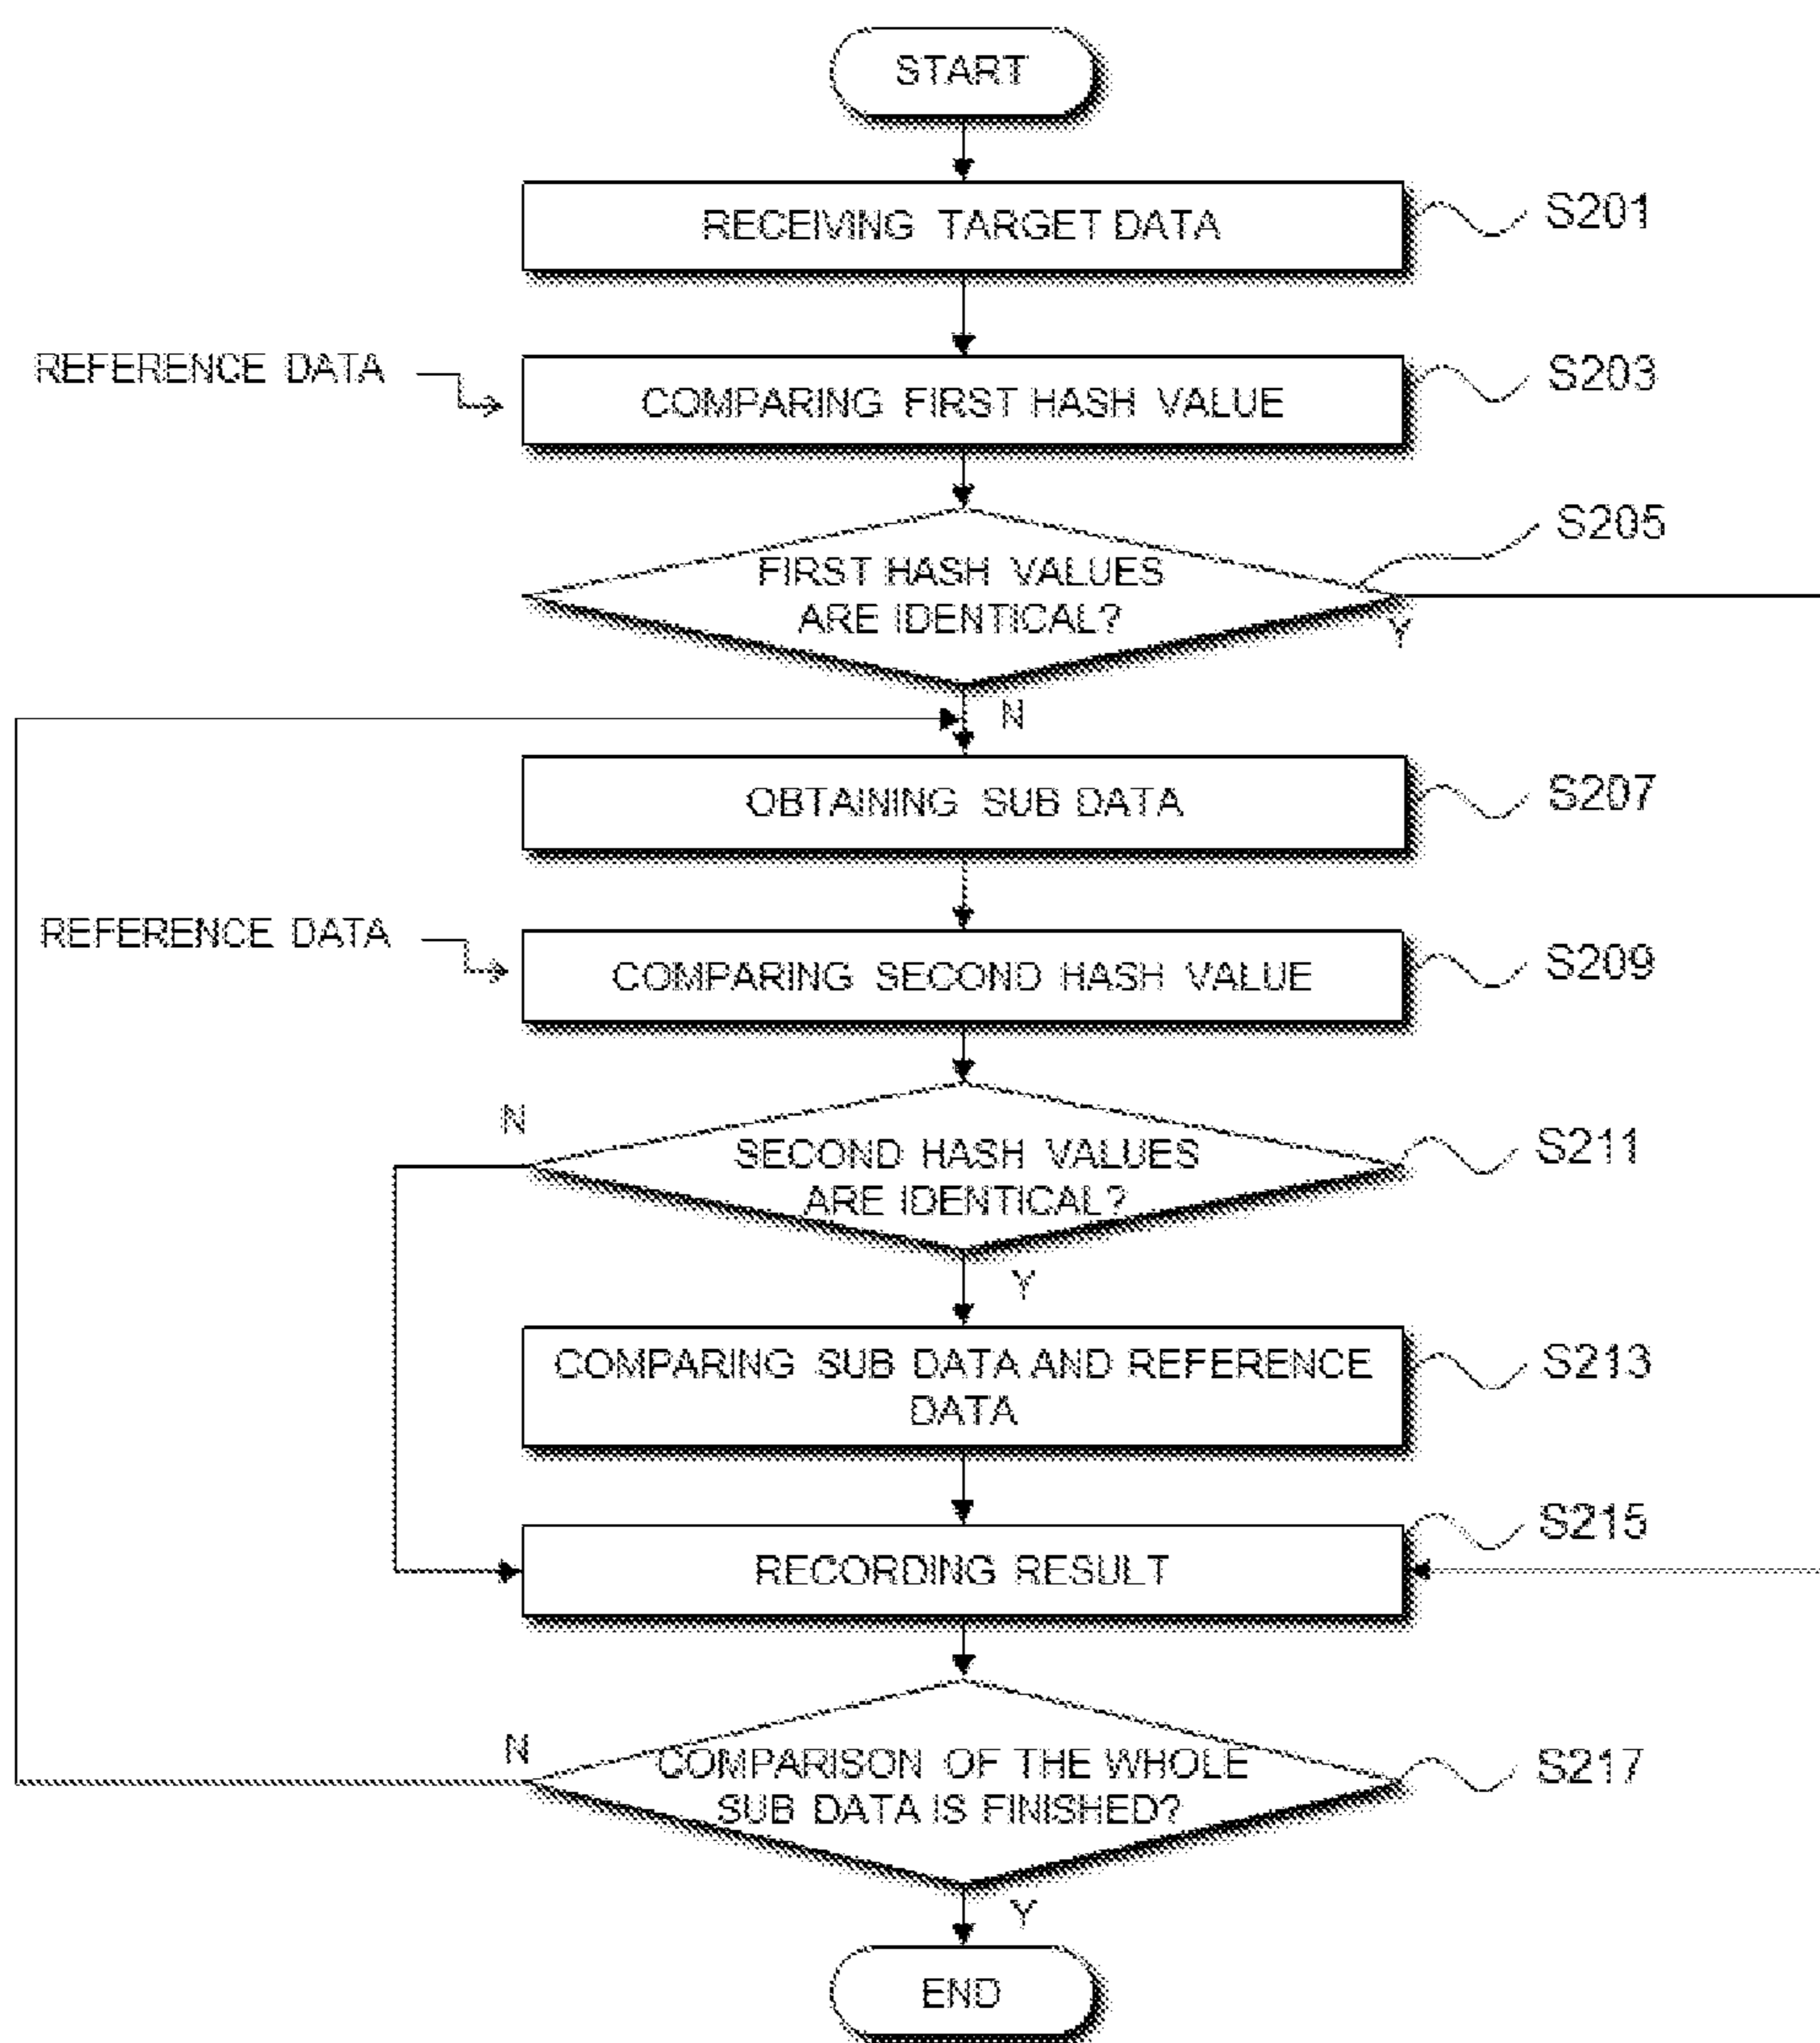 START
RECEIVING TARGET DATA
S201
REFERENCE DATA
COMPARING FIRST HASH VALUE
S203
S205
FIRST HASH VALUES
ARE IDENTICAL?
Y
N
OBTAINING SUB DATA
S207
REFERENCE DATA
COMPARING SECOND HASH VALUE
S209
N
SECOND HASH VALUES
ARE IDENTICAL?
S211
Y
COMPARING SUB DATA AND REFERENCE
DATA
S213
RECORDING RESULT
S215
N
COMPARISON OF THE WHOLE
SUB DATA IS FINISHED?
S217
Y
END